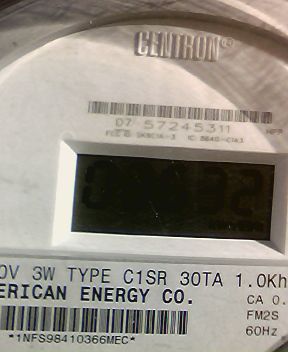 CENTRON®
07 57245311
0V 3W TYPE C1SR 30TA 1.0Kh
ERICAN ENERGY CO.
CA 0.
FM2S
*1NFS98410366MEC*
60Hz